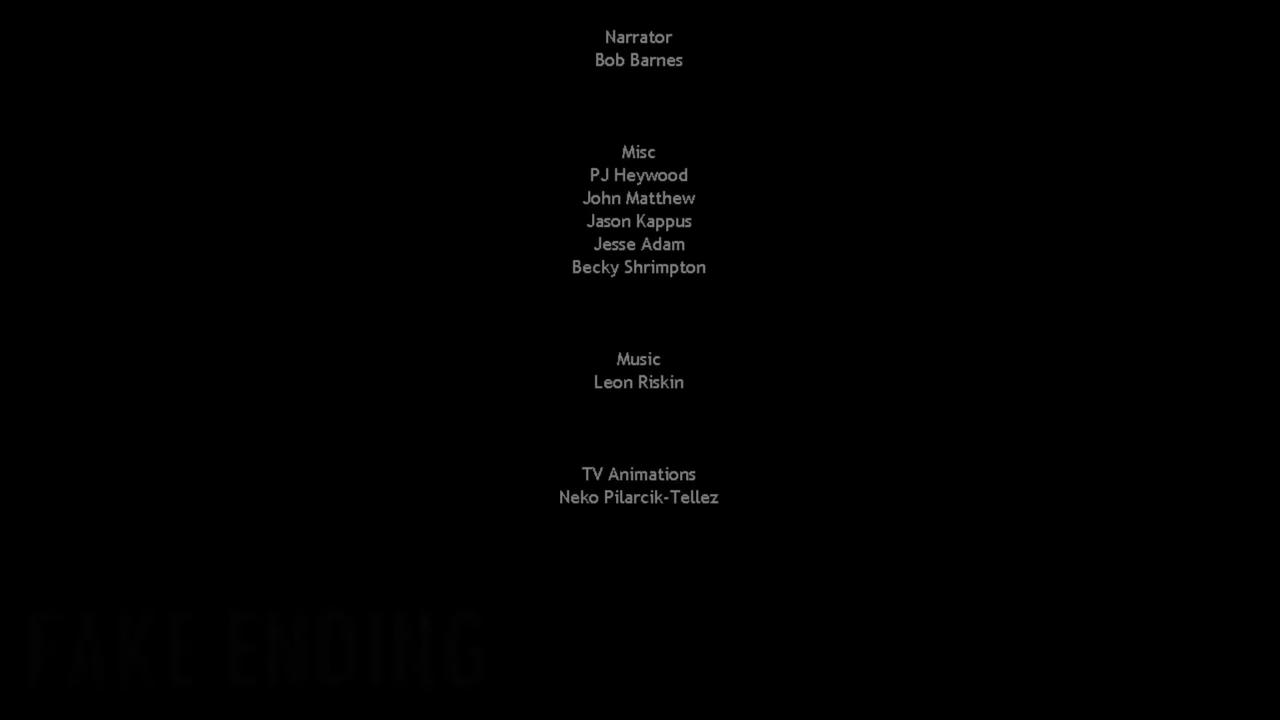 Narrator
Bob Barnes
Misc
PJ Heywood
John Matthew
Jason Kappus
Jesse Adam
Becky Shrimpton
Music
Leon Riskin
TV Animations
Neko Pilarcik-Tellez
FAKE ENDING